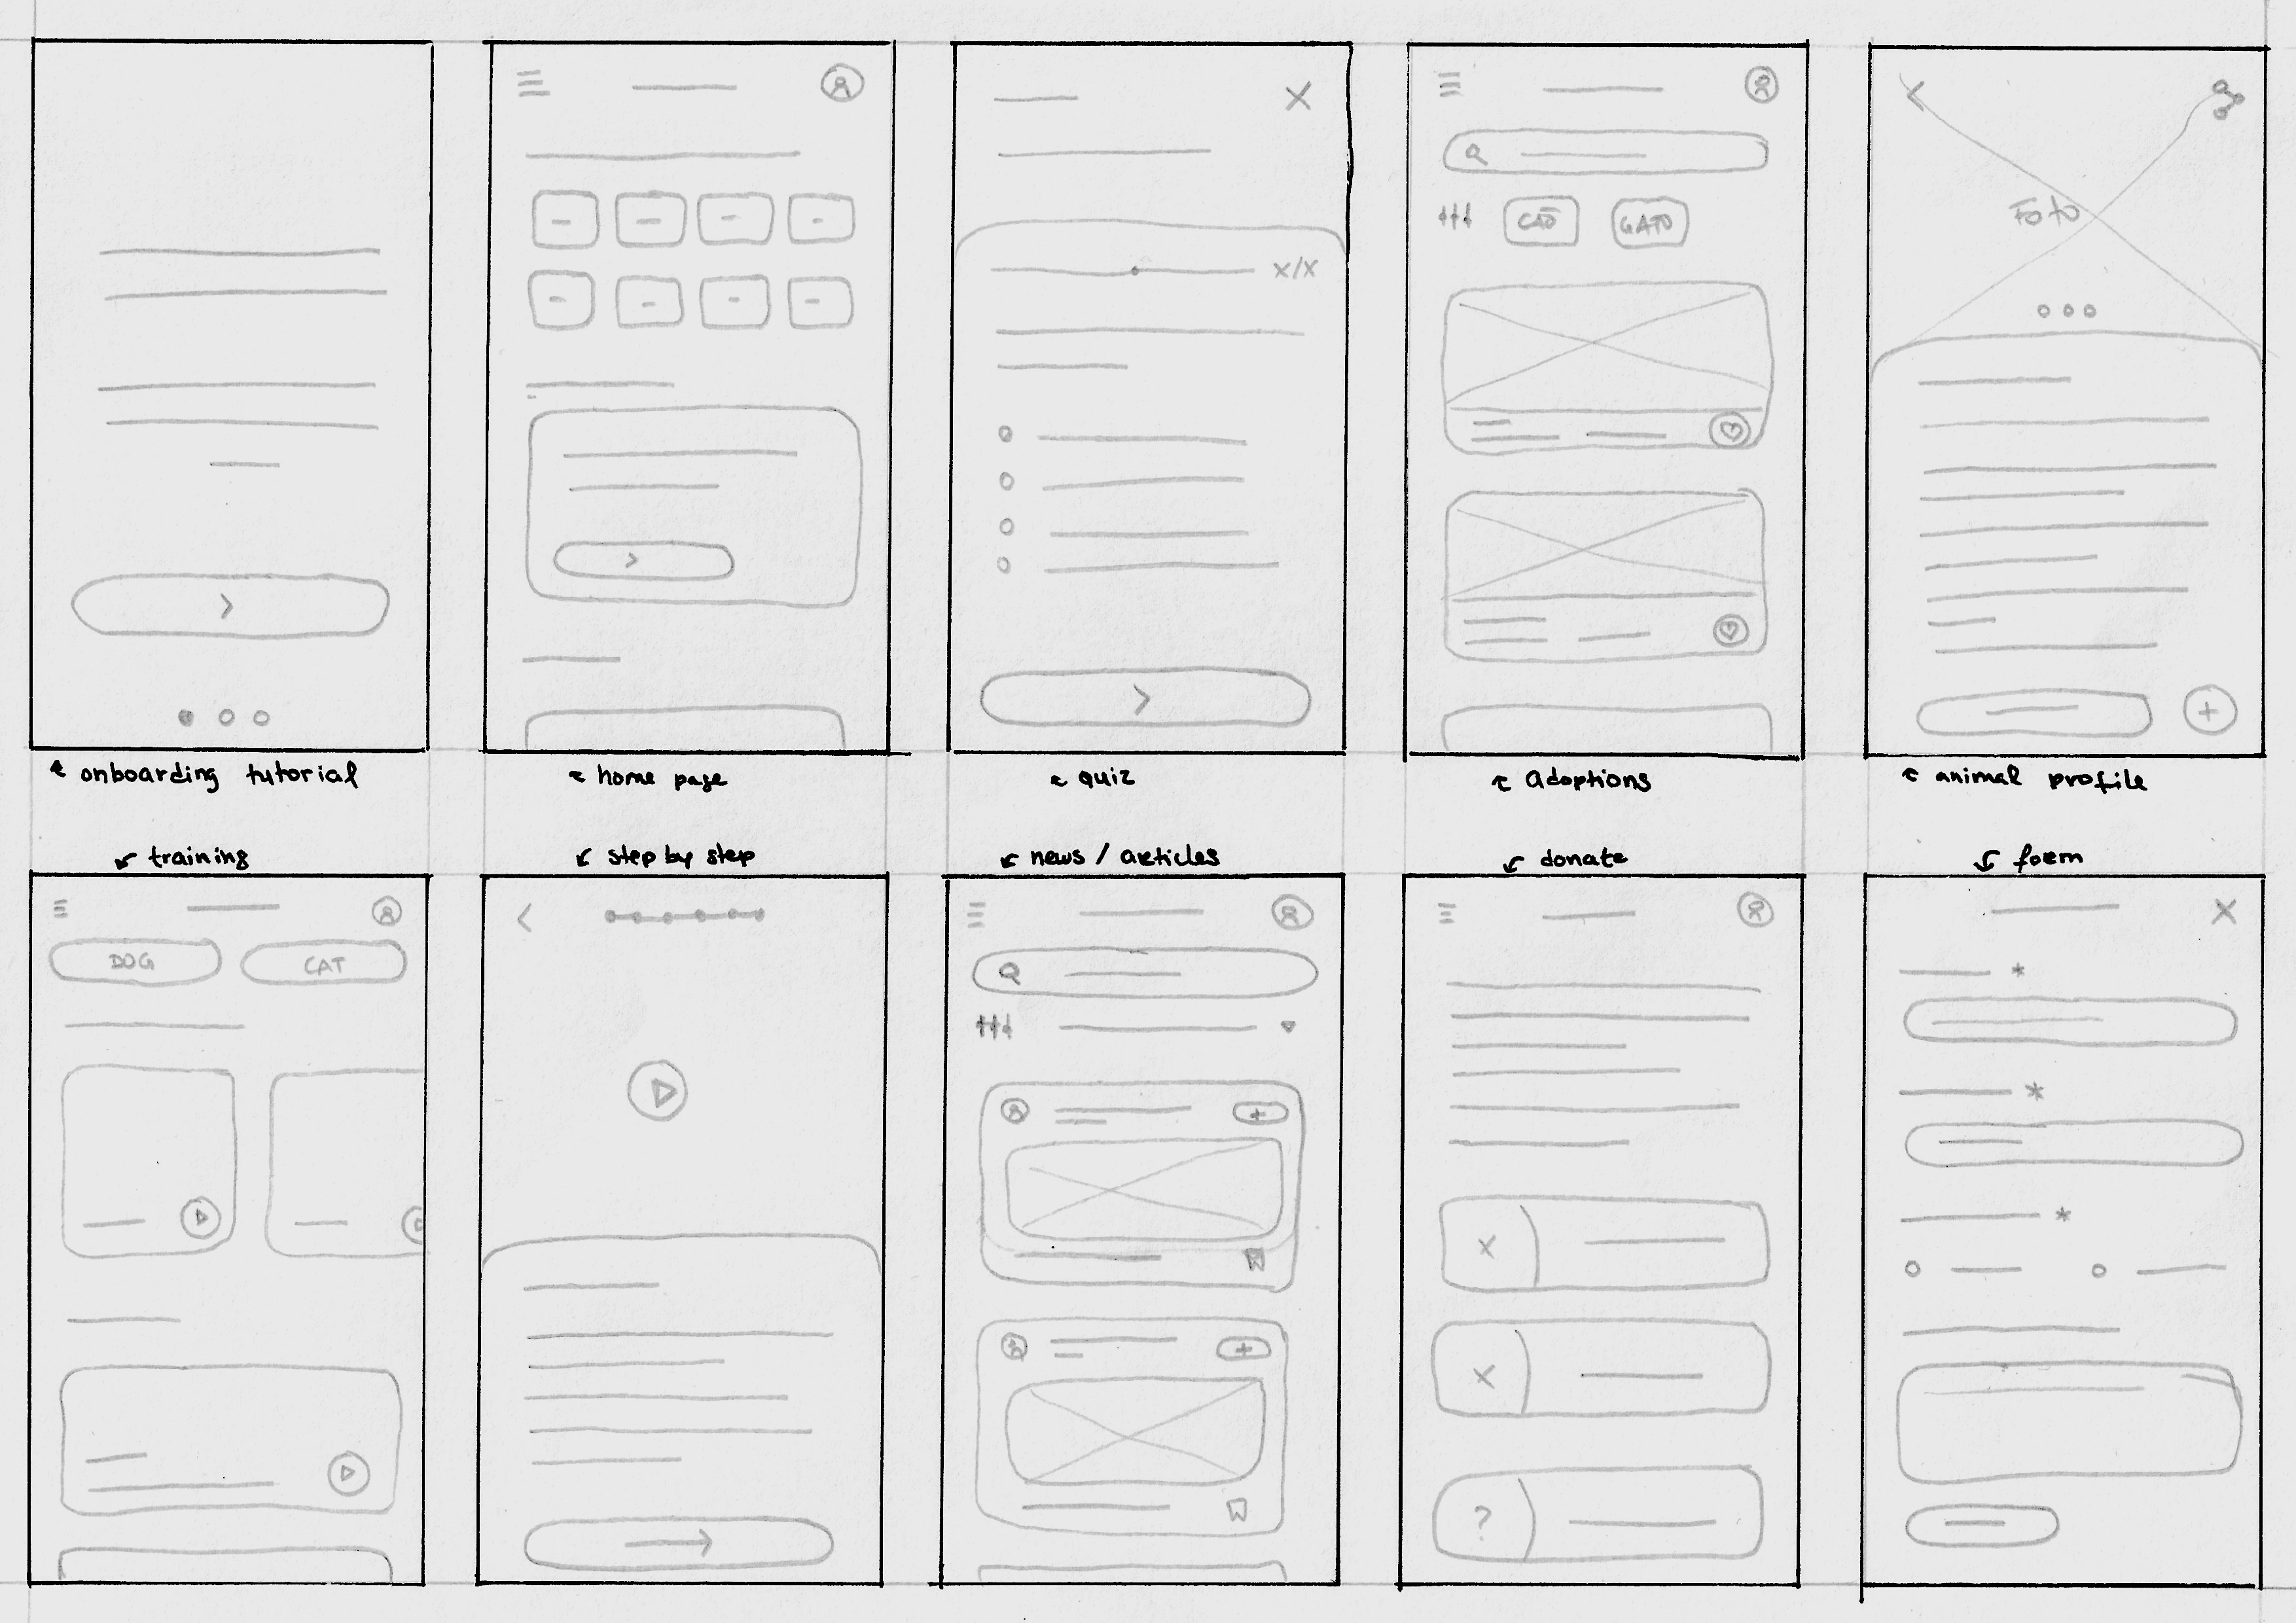 X/X
CÃO
GATO
Foto
onboarding tutorial
home page
quiz
Adoptions
animal profile
training
step by step
news / articles
donate
form
DOG
CAT
*
*
*
X
X
?